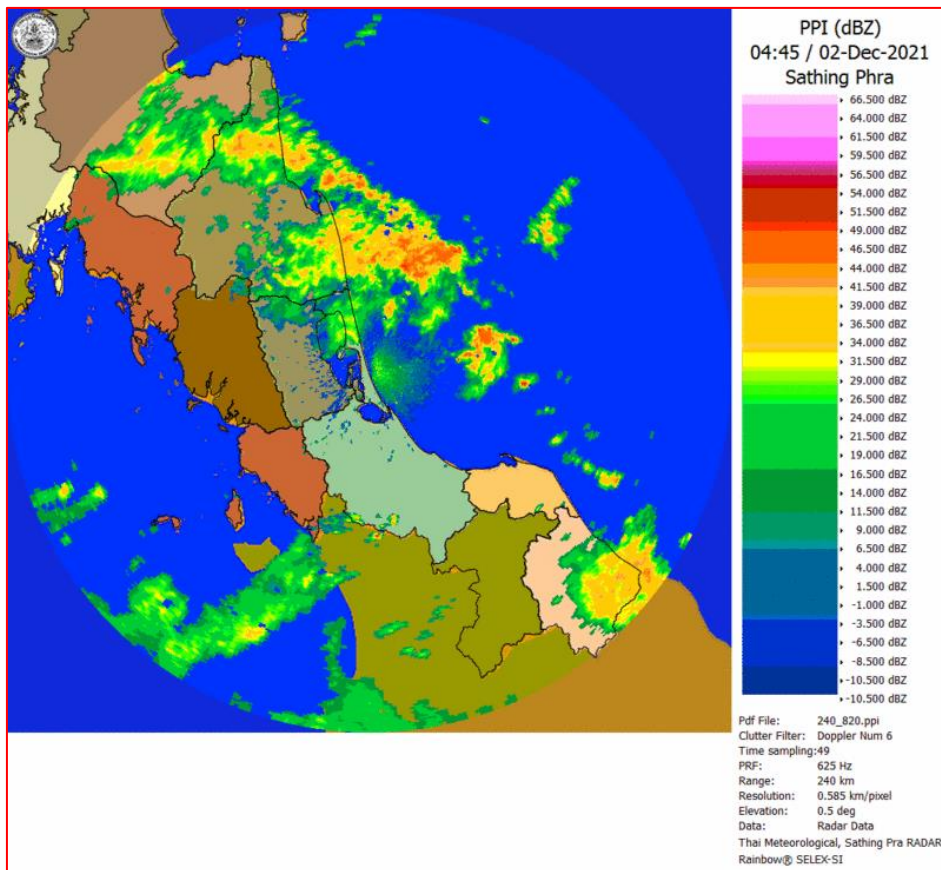 PPI (dBZ)
04:45 / 02-Dec-2021
Sathing Phra
66.500 dBZ
64.000 dBZ
61.500 dBZ
59.500 dBZ
56.500 dBZ
54.000 dBZ
51.500 dBZ
49.000 dBZ
46.500 dBZ
44.000 dBZ
41.500 dBZ
39.000 dBZ
36.500 dBZ
34.000 dBZ
31.500 dBZ
29.000 dBZ
26.500 dBZ
24.000 dBZ
21.500 dBZ
19.000 dBZ
16.500 dBZ
14.000 dBZ
11.500 dBZ
9.000 dBZ
6.500 dBZ
4.000 dBZ
1.500 dBZ
-1.000 dBZ
-3.500 dBZ
-6.500 dBZ
-8.500 dBZ
-10.500 dBZ
-10.500 dBZ
Pdf File: 240_820.ppi
Clutter Filter: Doppler Num 6
Time sampling:49
PRF: 625 Hz
Range: 240 km
Resolution: 0.585 km/pixel
Elevation: 0.5 deg
Data: Radar Data
Thai Meteorological, Sathing Pra RADAR
Rainbow® SELEX-SI